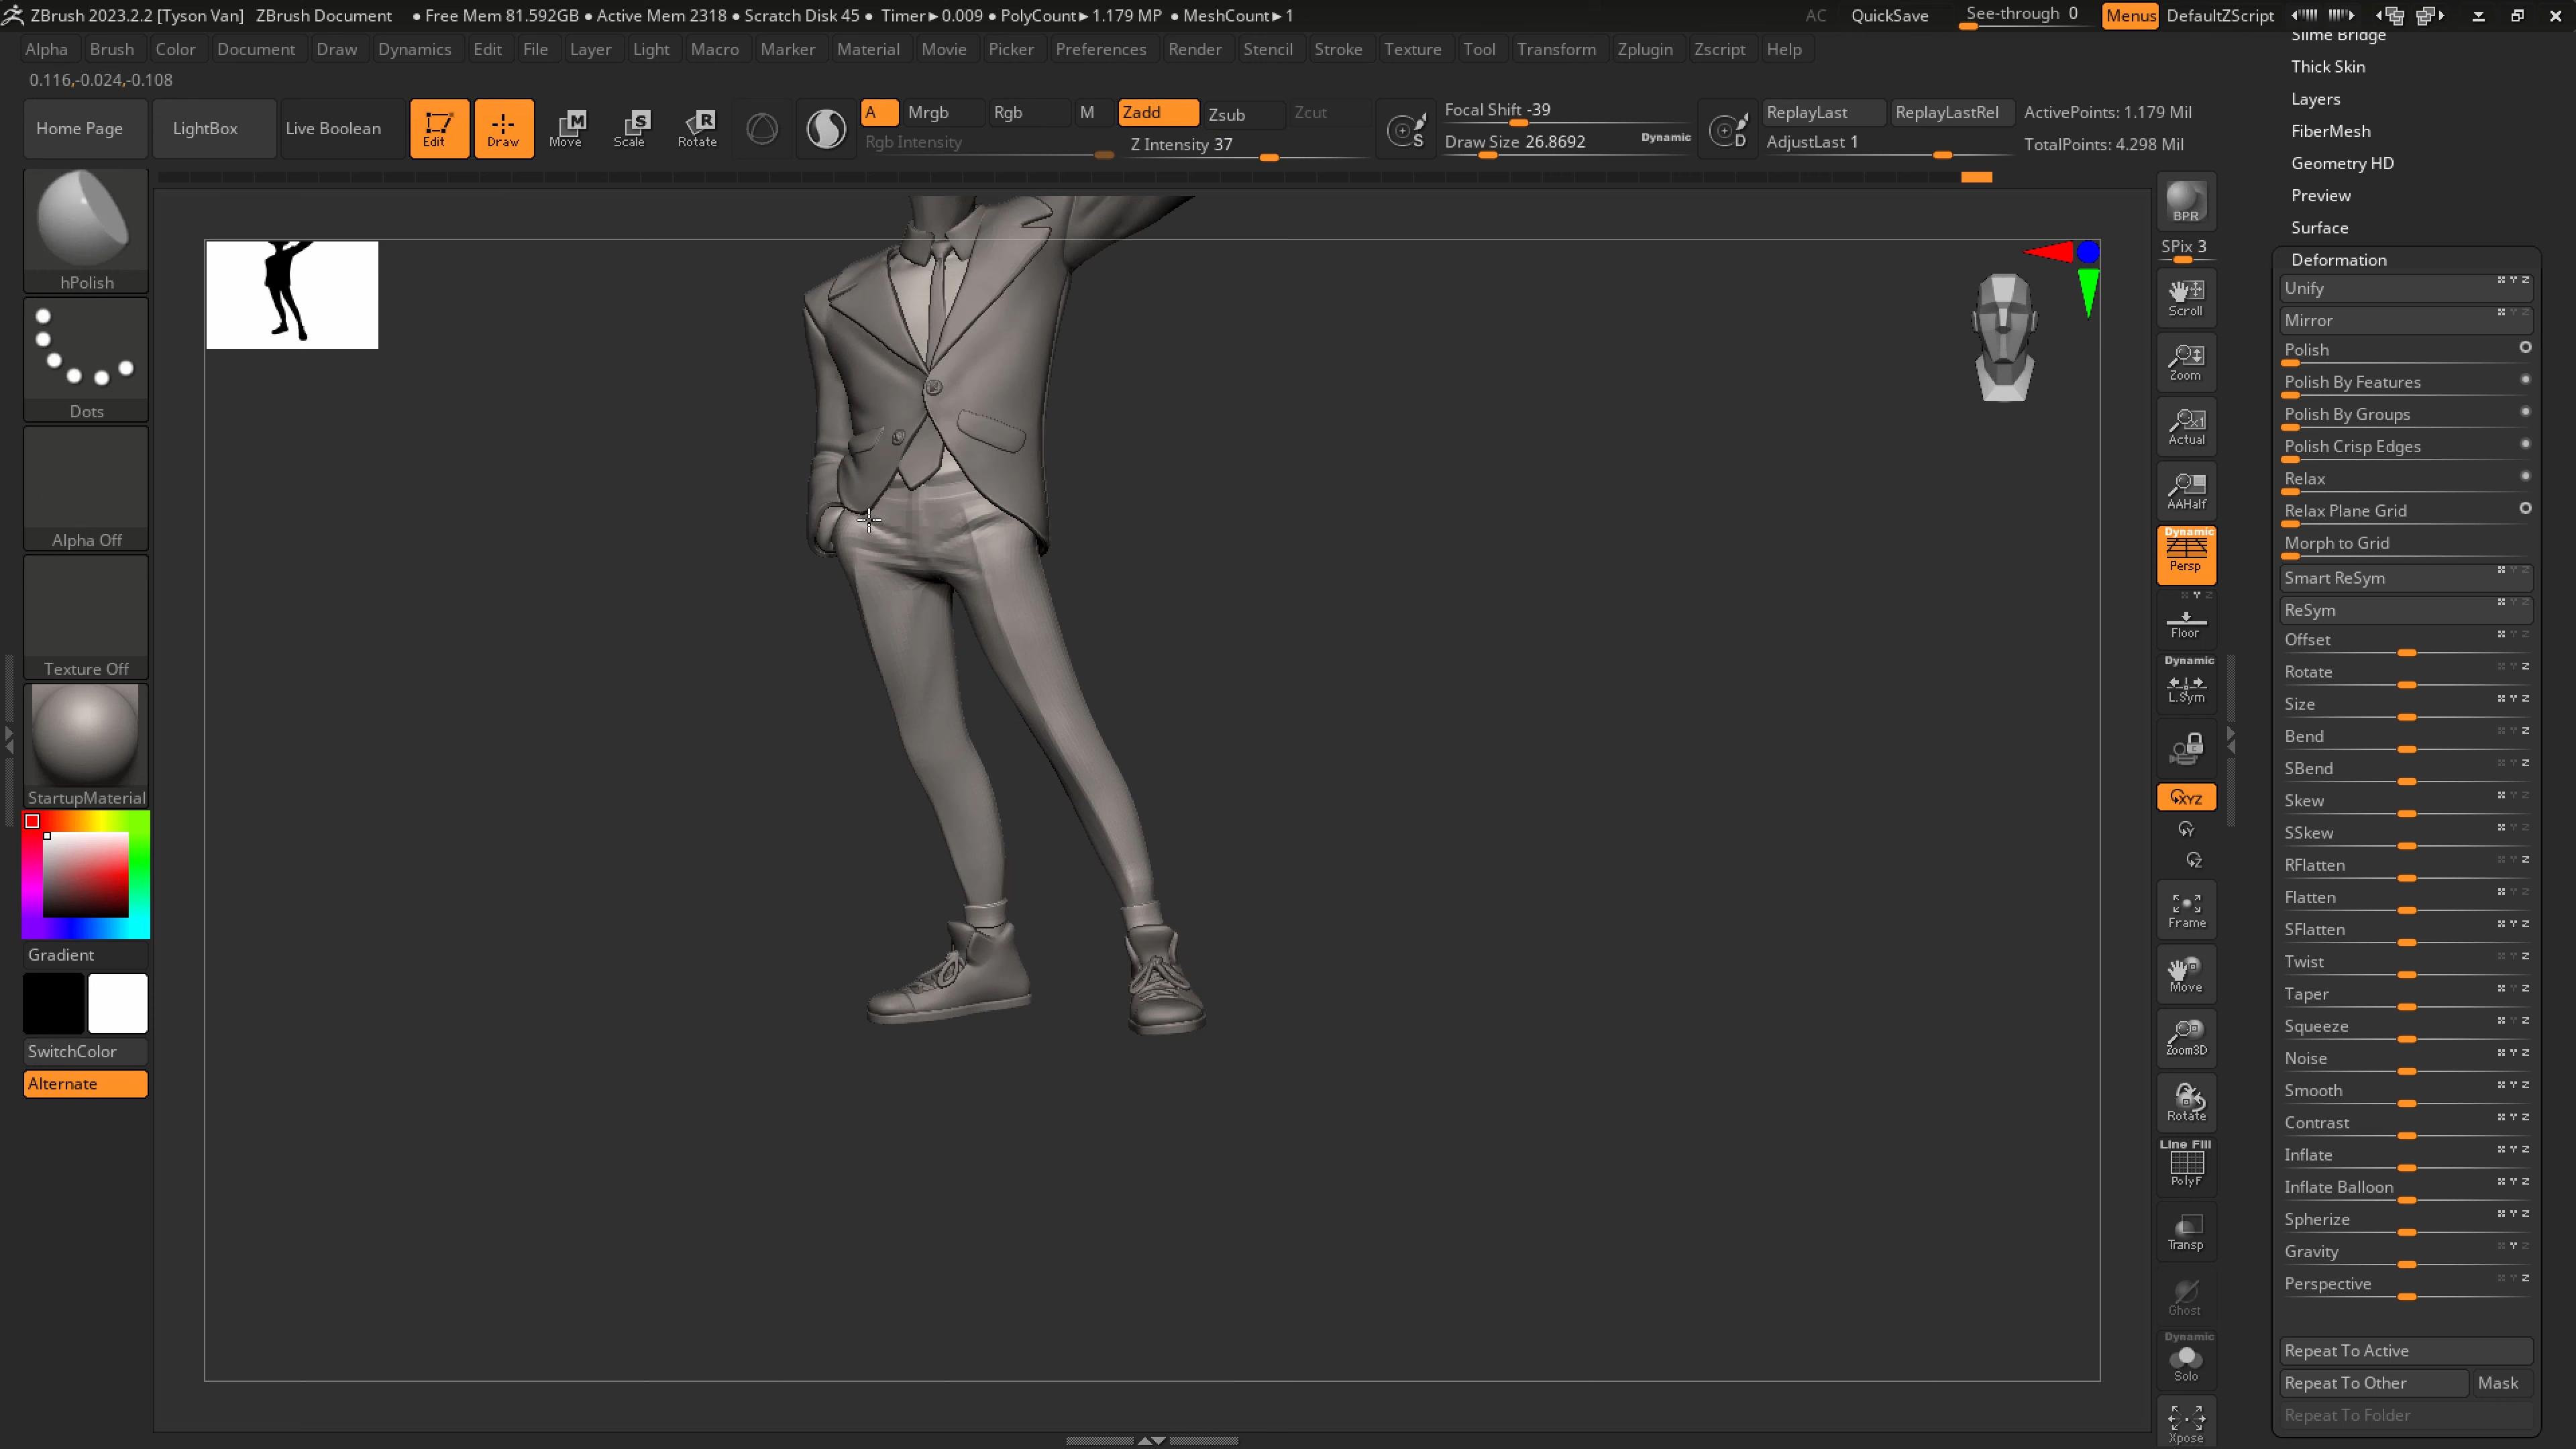 ZBrush 2023.2.2 [Tyson Van] ZBrush Document • Free Mem 81.592GB • Active Mem 2318 • Scratch Disk 45 • Timer►0.009 • PolyCount►1.179 MP • MeshCount►1 AC QuickSave See-through 0 Menus DefaultZScript
Alpha Brush Color Document Draw Dynamics Edit File Layer Light Macro Marker Material Movie Picker Preferences Render Stencil Stroke Texture Tool Transform Zplugin Zscript Help
0.116,-0.024,-0.108
Home Page LightBox Live Boolean Edit Draw Move Scale Rotate
M S R
A Mrgb Rgb M Zadd Zsub Zcut
Rgb Intensity Z Intensity 37
S Focal Shift -39
Draw Size 26.8692 Dynamic
D ReplayLast ReplayLastRel ActivePoints: 1.179 Mil
AdjustLast 1 TotalPoints: 4.298 Mil
hPolish
Dots
Alpha Off
Texture Off
StartupMaterial
Gradient
SwitchColor
Alternate
BPR
SPix 3
Scroll
Zoom
Actual
AAHalf
Dynamic
Persp
Floor
Dynamic
L.Sym
XYZ
Y
Z
Frame
Move
Zoom3D
Rotate
Line Fill
PolyF
Transp
Ghost
Dynamic
Solo
Xpose
Slime Bridge
Thick Skin
Layers
FiberMesh
Geometry HD
Preview
Surface
Deformation
Unify
Mirror
Polish
Polish By Features
Polish By Groups
Polish Crisp Edges
Relax
Relax Plane Grid
Morph to Grid
Smart ReSym
ReSym
Offset
Rotate
Size
Bend
SBend
Skew
SSkew
RFlatten
Flatten
SFlatten
Twist
Taper
Squeeze
Noise
Smooth
Contrast
Inflate
Inflate Balloon
Spherize
Gravity
Perspective
Repeat To Active
Repeat To Other Mask
Repeat To Folder